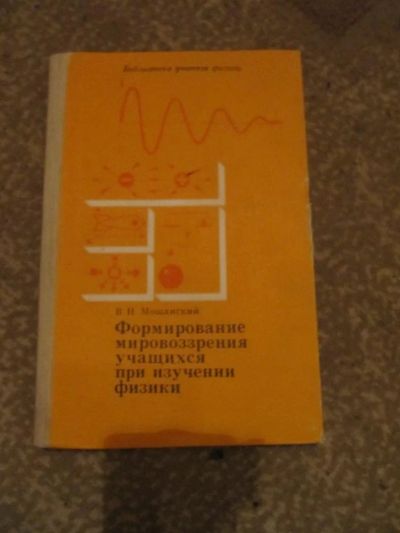 Библиотека учителя физики
В Н Мощанский
Формирование
мировоззрения
учащихся
при изучении
физики